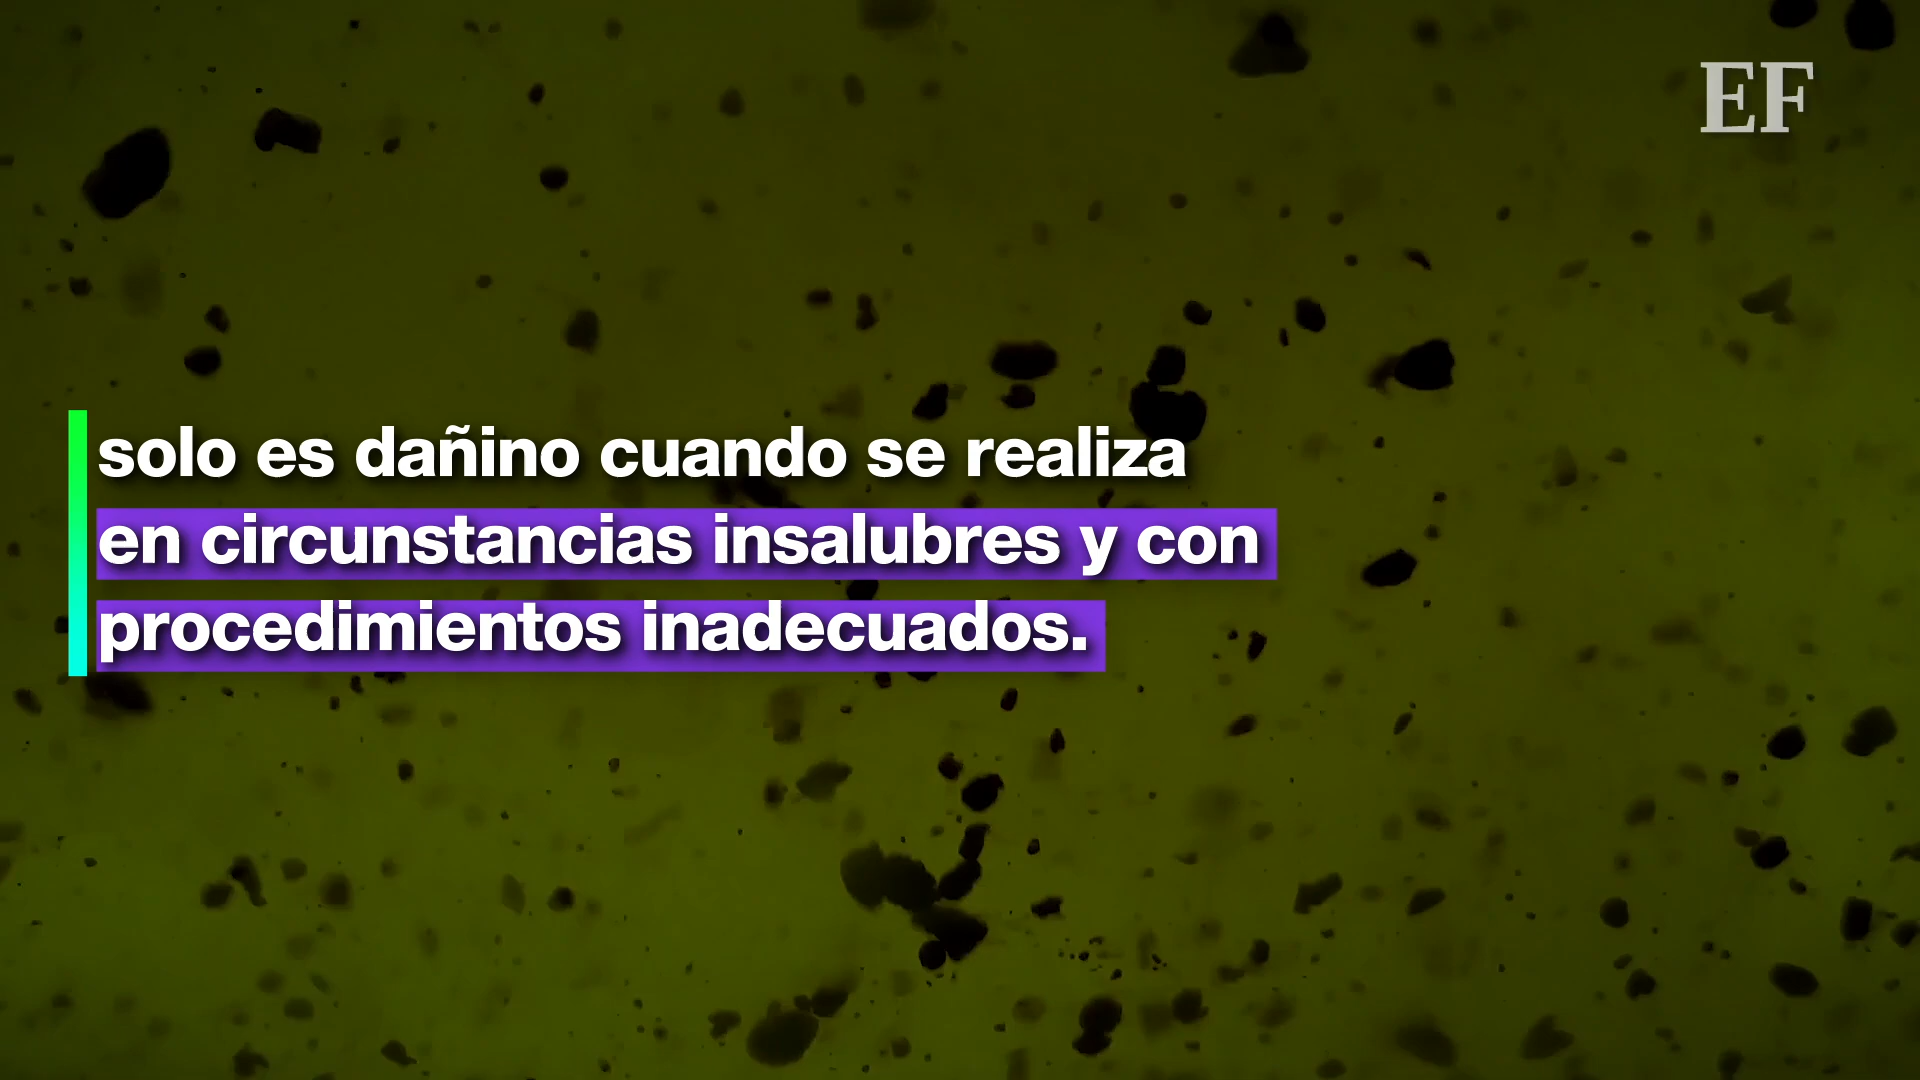 EF
solo es dañino cuando se realiza
en circunstancias insalubres y con
procedimientos inadecuados.